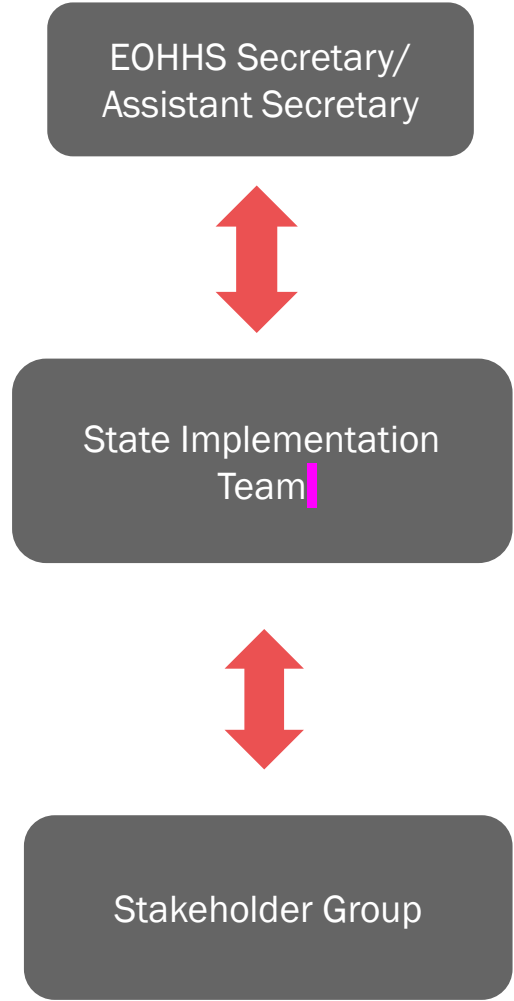 EOHHS Secretary/
Assistant Secretary
State Implementation
Team
Stakeholder Group